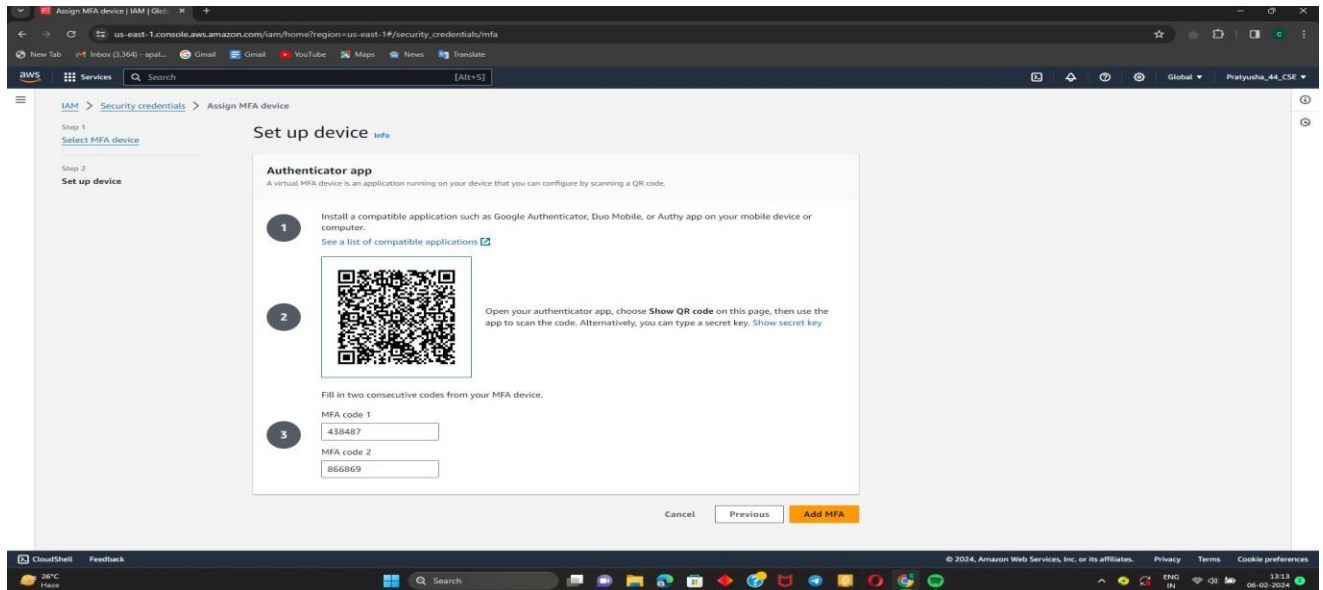 Assign MFA device | IAM | Glob
us-east-1.console.aws.amazon.com/iam/home?region=us-east-1#/security_credentials/mfa
New Tab
Inbox (3,364) - apal...
Gmail
Gmail
YouTube
Maps
News
Translate
aws
Services
Search
[Alt+S]
Global
Pratyusha_44_CSE
IAM > Security credentials > Assign MFA device
Step 1
Select MFA device
Step 2
Set up device
Set up device Info
Authenticator app
A virtual MFA device is an application running on your device that you can configure by scanning a QR code.
1
Install a compatible application such as Google Authenticator, Duo Mobile, or Authy app on your mobile device or
computer.
See a list of compatible applications
2
Open your authenticator app, choose Show QR code on this page, then use the
app to scan the code. Alternatively, you can type a secret key. Show secret key
Fill in two consecutive codes from your MFA device.
3
MFA code 1
438487
MFA code 2
866869
Cancel
Previous
Add MFA
CloudShell
Feedback
© 2024, Amazon Web Services, Inc. or its affiliates.
Privacy
Terms
Cookie preferences
26°C
Haze
Search
ENG
IN
13:13
06-02-2024